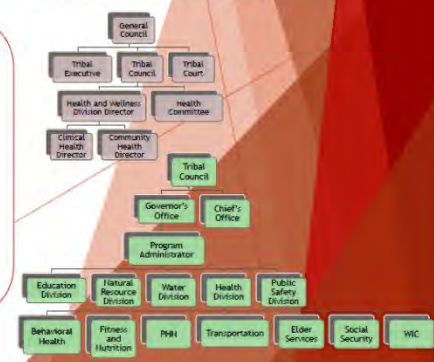 General
Council
Tribal
Executive
Tribal
Council
Tribal
Court
Health and Wellness
Division Director
Health
Committee
Clinical
Health
Director
Community
Health
Director
Tribal
Council
Governor's
Office
Chief's
Office
Program
Administrator
Education
Division
Natural
Resource
Division
Water
Division
Health
Division
Public
Safety
Division
Behavioral
Health
Fitness
and
Nutrition
PHN
Transportation
Elder
Services
Social
Security
WIC